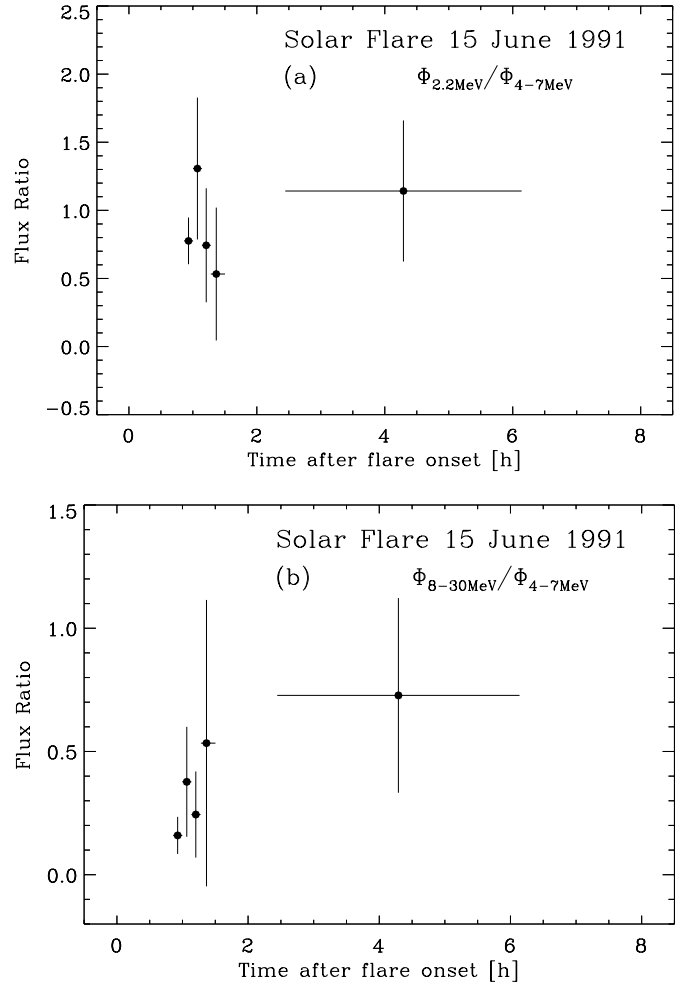 2.5
Solar Flare 15 June 1991
2.0
(a) Φ2.2MeV/Φ4−7MeV
1.5
Flux Ratio
1.0
0.5
0.0
−0.5
0 2 4 6 8
Time after flare onset [h]
1.5
Solar Flare 15 June 1991
(b) Φ8−30MeV/Φ4−7MeV
1.0
Flux Ratio
0.5
0.0
0 2 4 6 8
Time after flare onset [h]